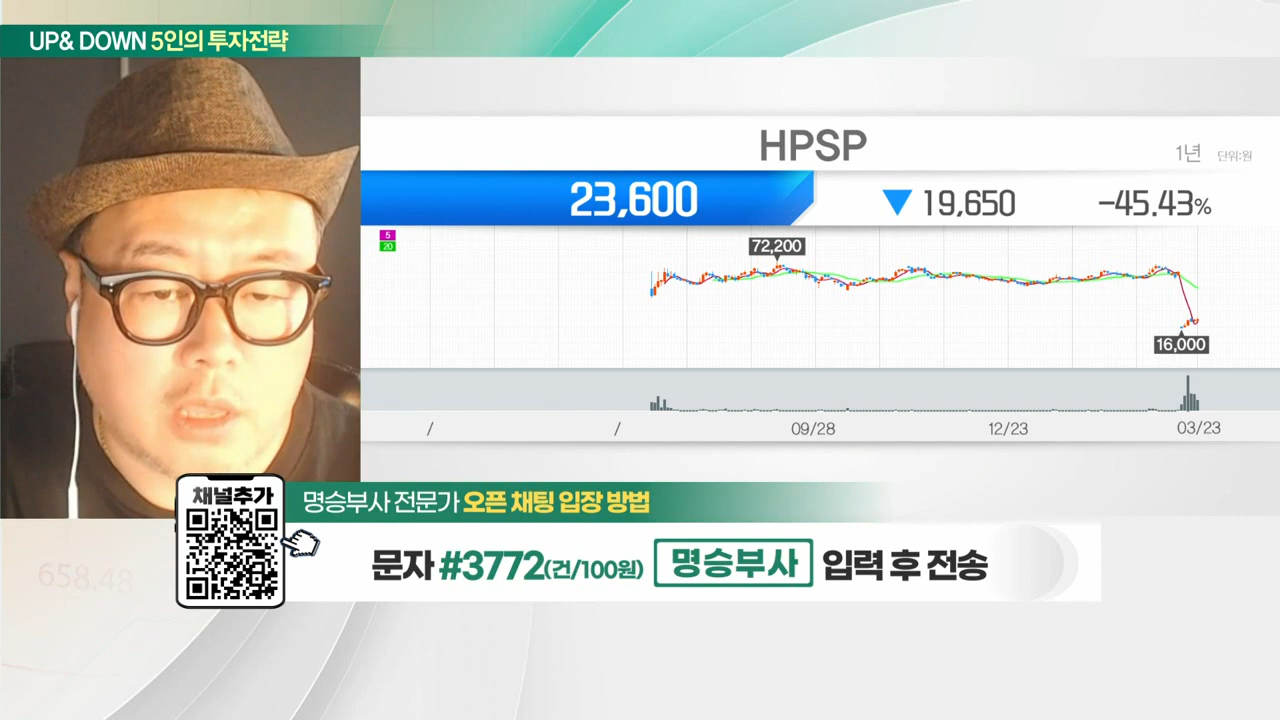 UP& DOWN 5인의 투자전략
HPSP
1년 단위:원
23,600
▼ 19,650
-45.43%
5
20
72,200
16,000
/ / 09/28 12/23 03/23
채널추가
명승부사 전문가 오픈 채팅 입장 방법
문자 #3772(건/100원) 명승부사 입력 후 전송
658.48